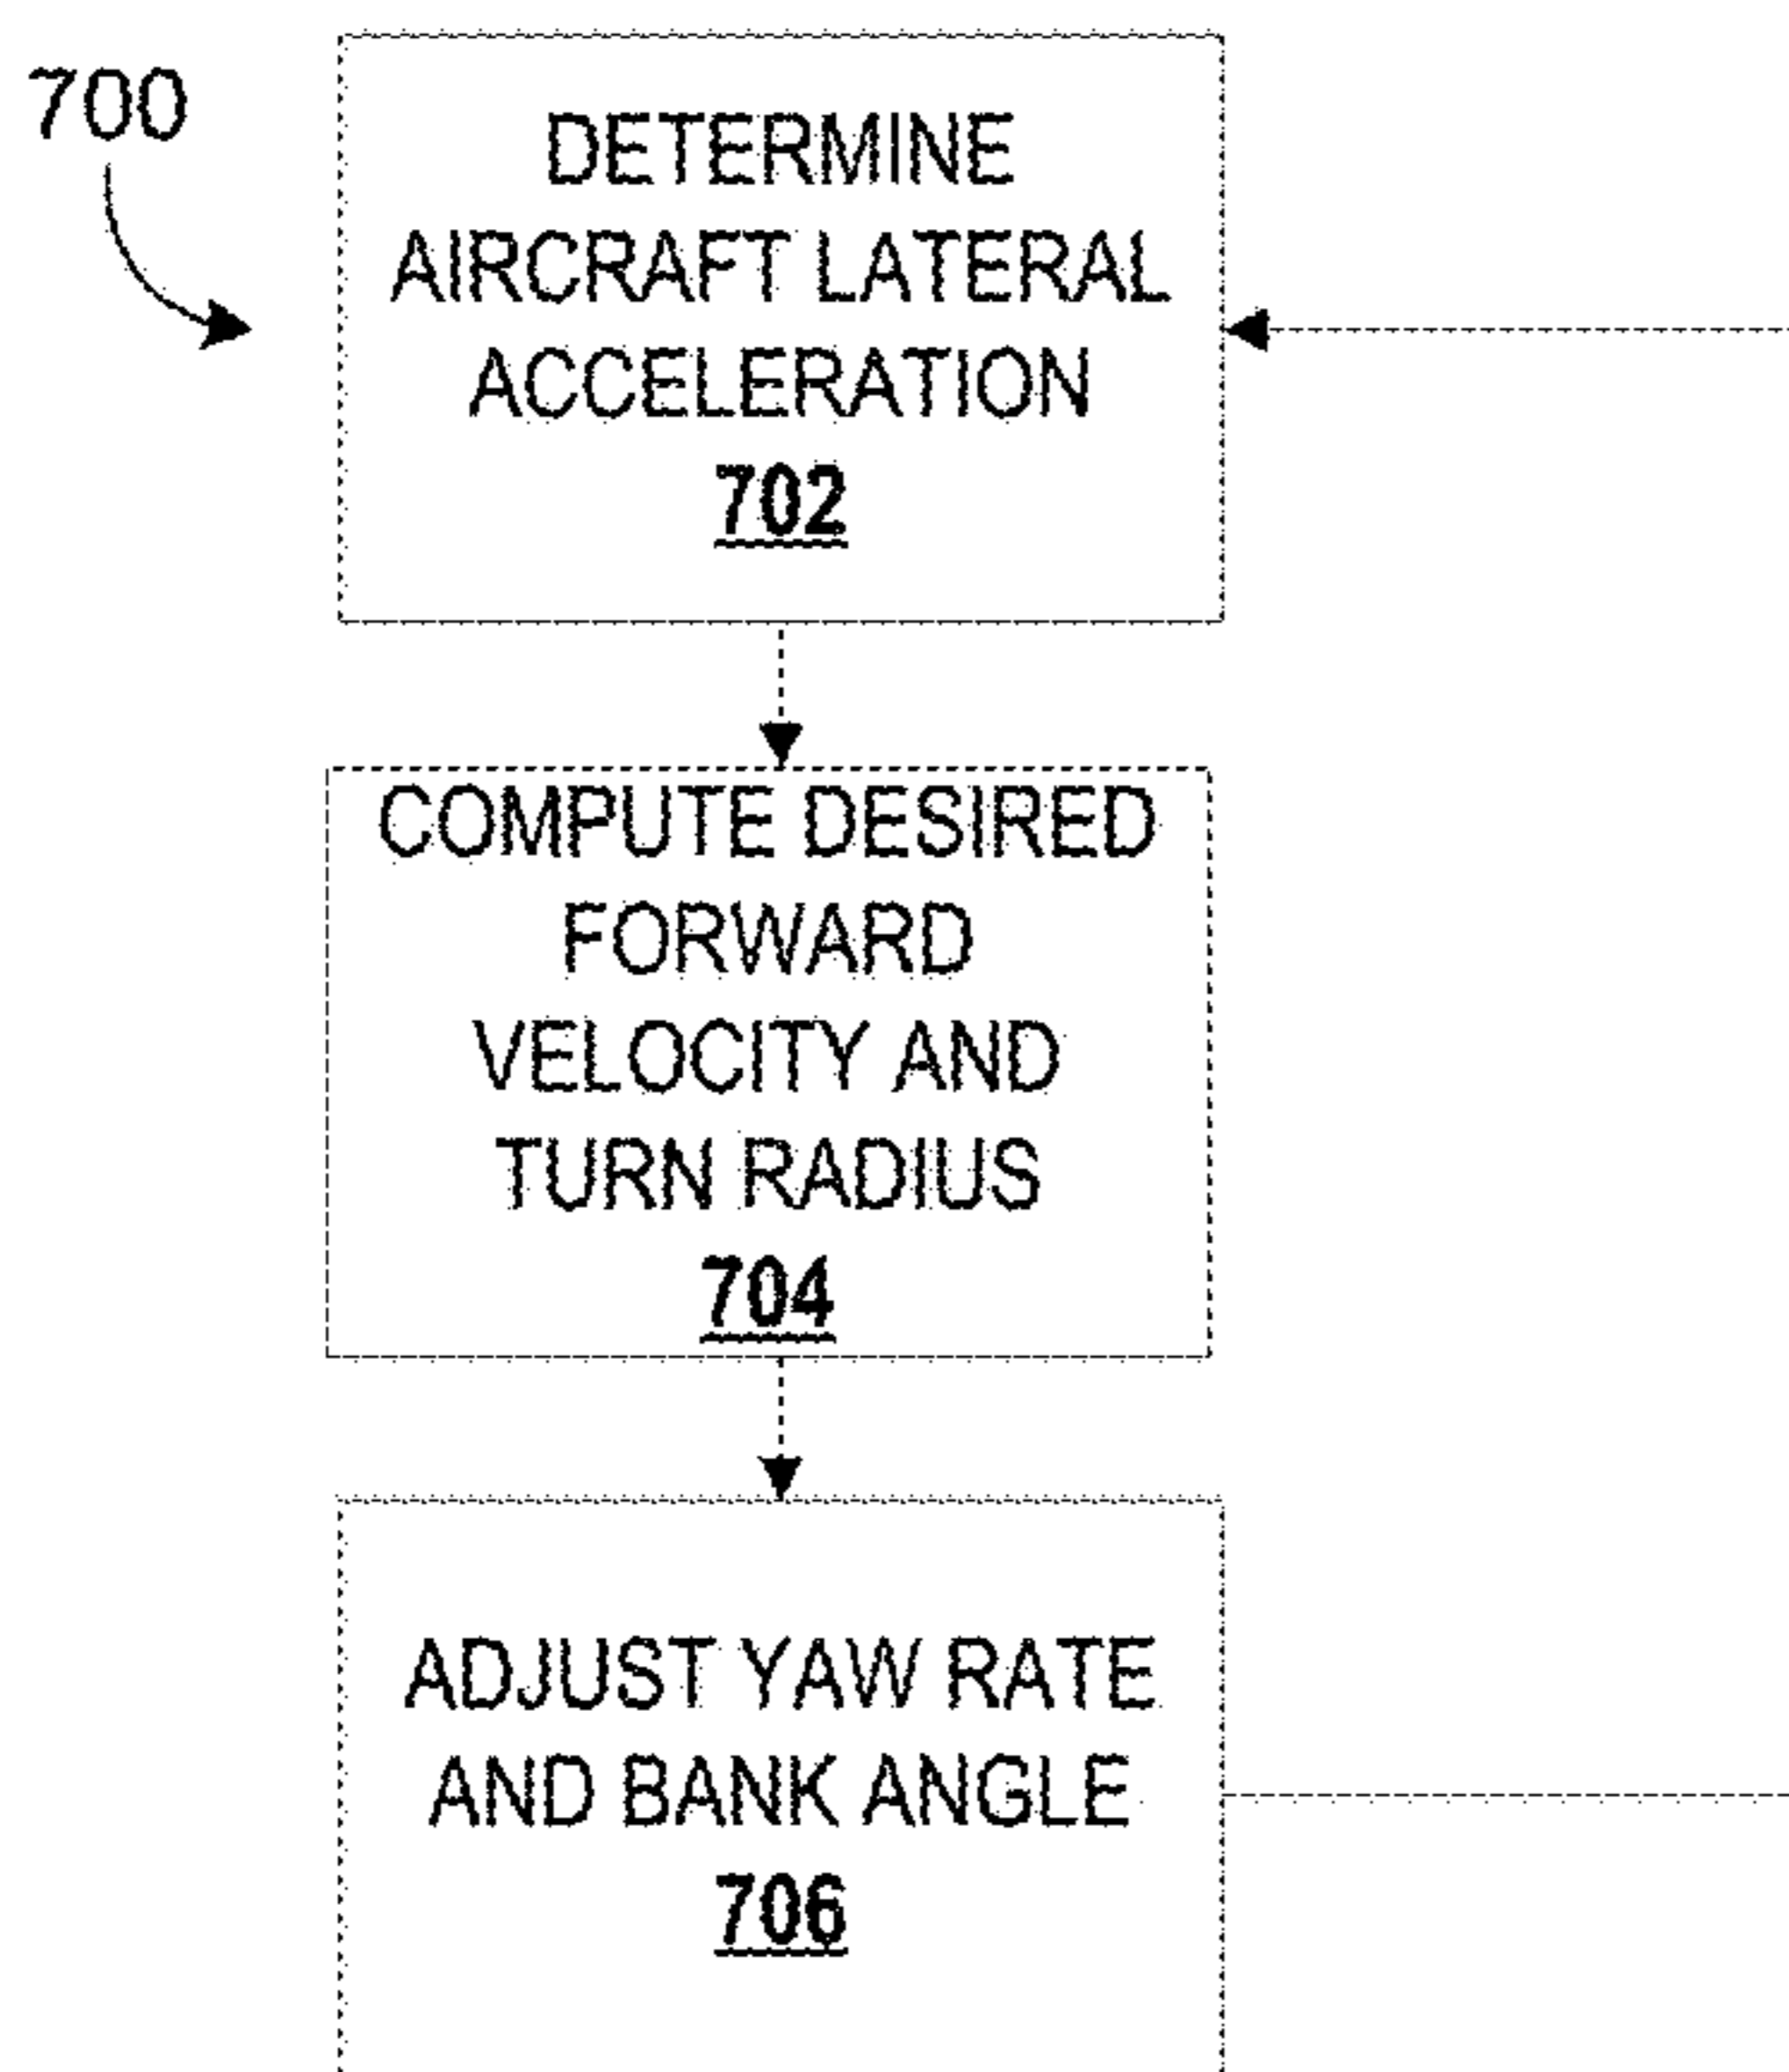 700
DETERMINE
AIRCRAFT LATERAL
ACCELERATION
702
COMPUTE DESIRED
FORWARD
VELOCITY AND
TURN RADIUS
704
ADJUST YAW RATE
AND BANK ANGLE
706